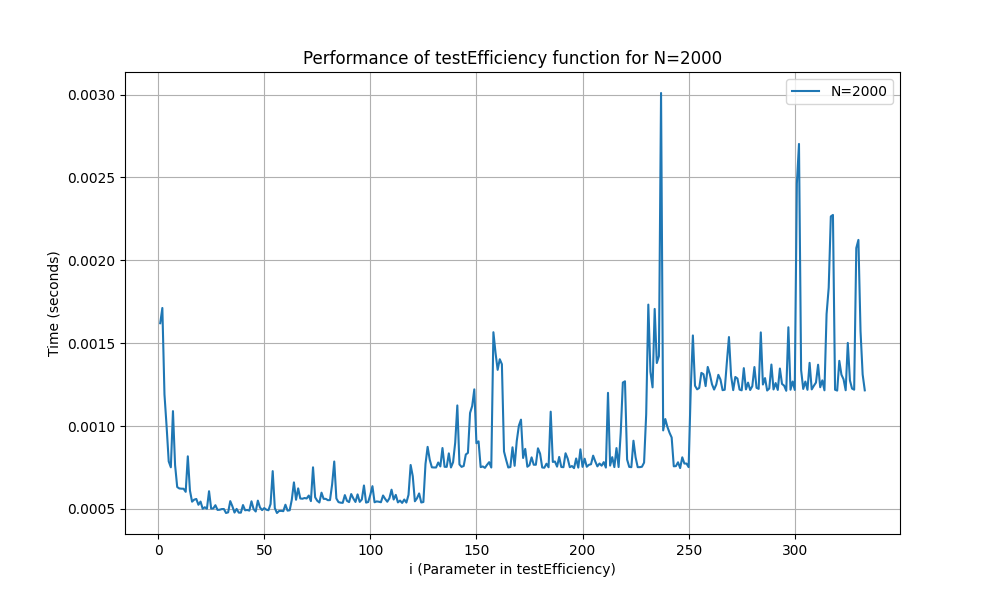 Performance of testEfficiency function for N=2000
N=2000
Time (seconds)
0.0030
0.0025
0.0020
0.0015
0.0010
0.0005
0 50 100 150 200 250 300
i (Parameter in testEfficiency)